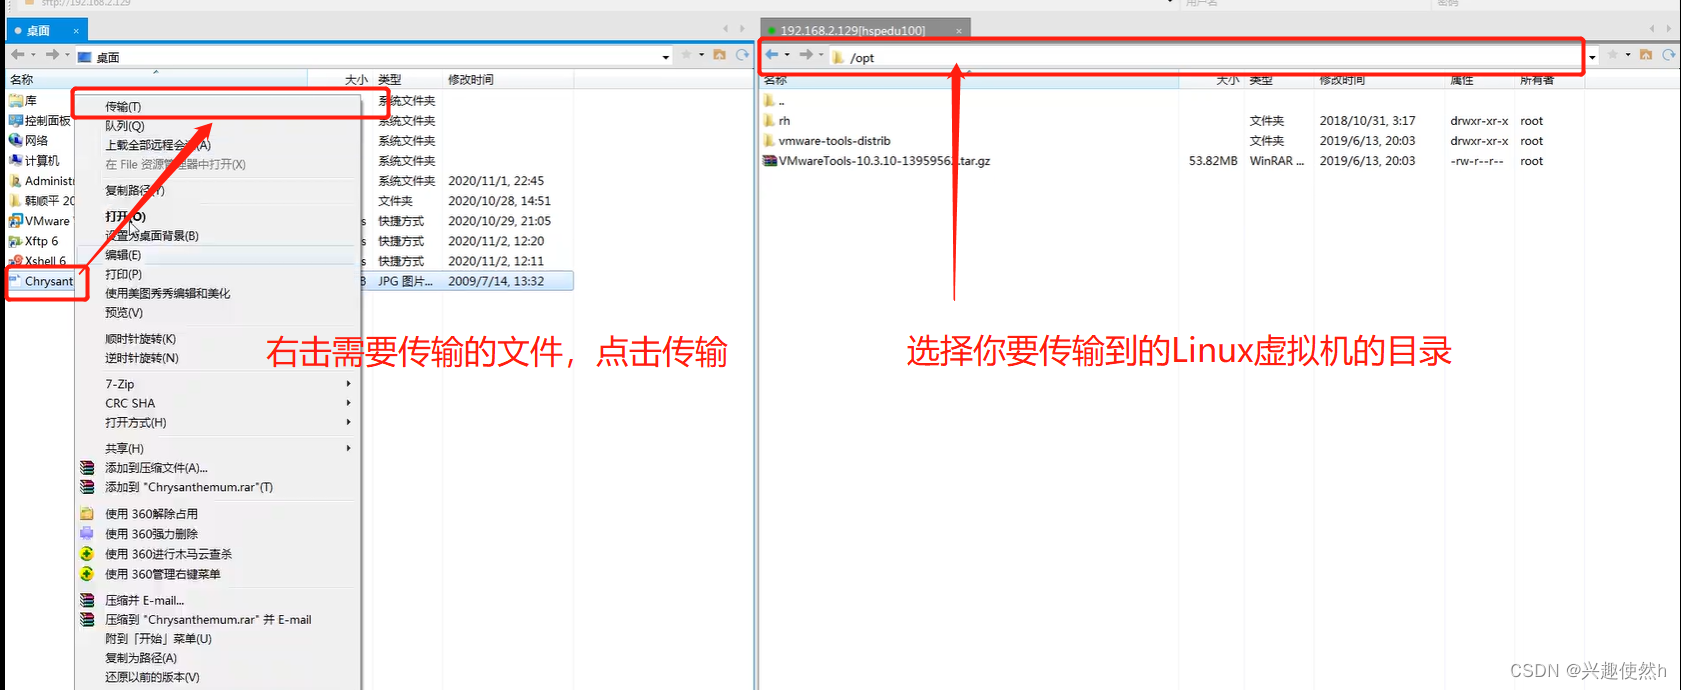 sftp://192.168.2.129
用户名
密码
桌面 ×
192.168.2.129[hspedu100] ×
桌面
/opt
名称 大小 类型 修改时间
名称 大小 类型 修改时间 属性 所有者
库 系统文件夹
控制面板 系统文件夹
网络 系统文件夹
计算机 系统文件夹
Administr 系统文件夹 2020/11/1, 22:45
韩顺平 20 文件夹 2020/10/28, 14:51
VMware s 快捷方式 2020/10/29, 21:05
Xftp 6 s 快捷方式 2020/11/2, 12:20
Xshell 6 s 快捷方式 2020/11/2, 12:11
Chrysant B JPG 图片... 2009/7/14, 13:32
传输(T)
队列(Q)
上载全部远程会(A)
在 File 资源管理器中打开(X)
复制路径(Y)
打开(O)
设置为桌面背景(B)
编辑(E)
打印(P)
使用美图秀秀编辑和美化
预览(V)
顺时针旋转(K)
逆时针旋转(N)
7-Zip
CRC SHA
打开方式(H)
共享(H)
添加到压缩文件(A)...
添加到 "Chrysanthemum.rar"(T)
使用 360解除占用
使用 360强力删除
使用 360进行木马云查杀
使用 360管理右键菜单
压缩并 E-mail...
压缩到 "Chrysanthemum.rar" 并 E-mail
附到「开始」菜单(U)
复制为路径(A)
还原以前的版本(V)
右击需要传输的文件，点击传输
..
rh 文件夹 2018/10/31, 3:17 drwxr-xr-x root
vmware-tools-distrib 文件夹 2019/6/13, 20:03 drwxr-xr-x root
VMwareTools-10.3.10-1395956.tar.gz 53.82MB WinRAR ... 2019/6/13, 20:03 -rw-r--r-- root
选择你要传输到的Linux虚拟机的目录
CSDN @兴趣使然h